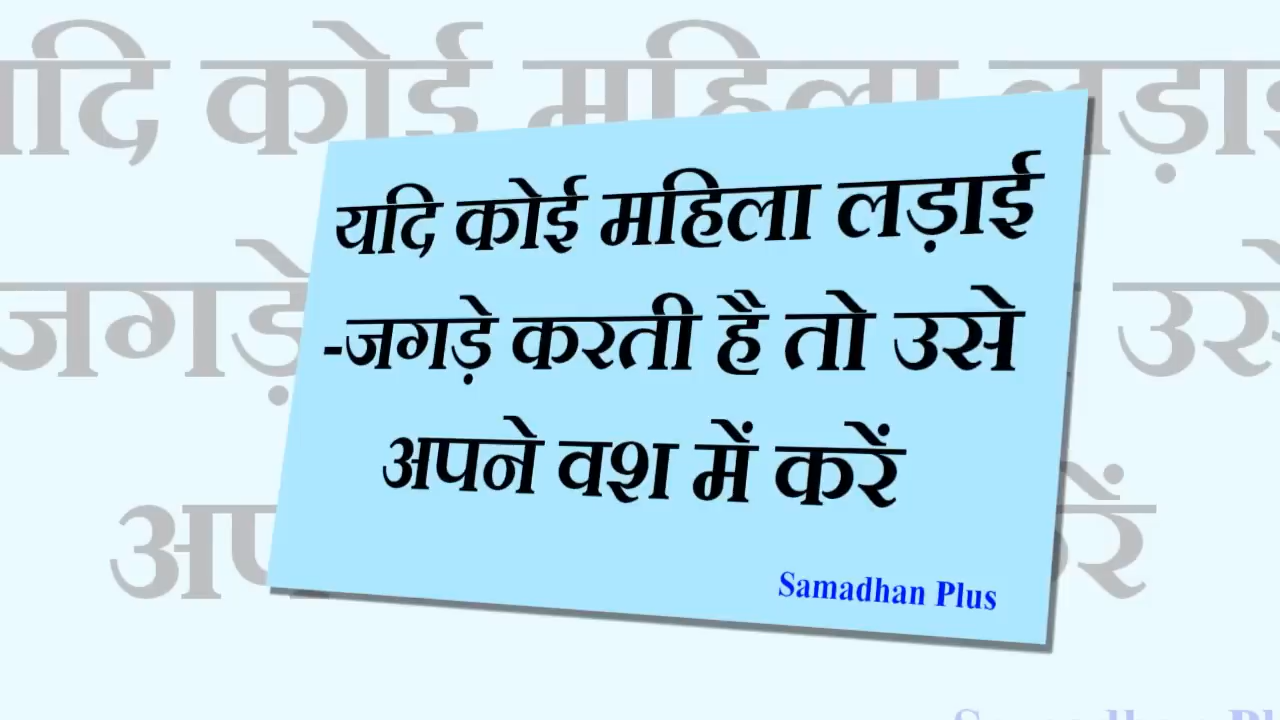 यदि कोई महिला लड़ाई
-जगड़े करती है तो उसे
अपने वश में करें
Samadhan Plus